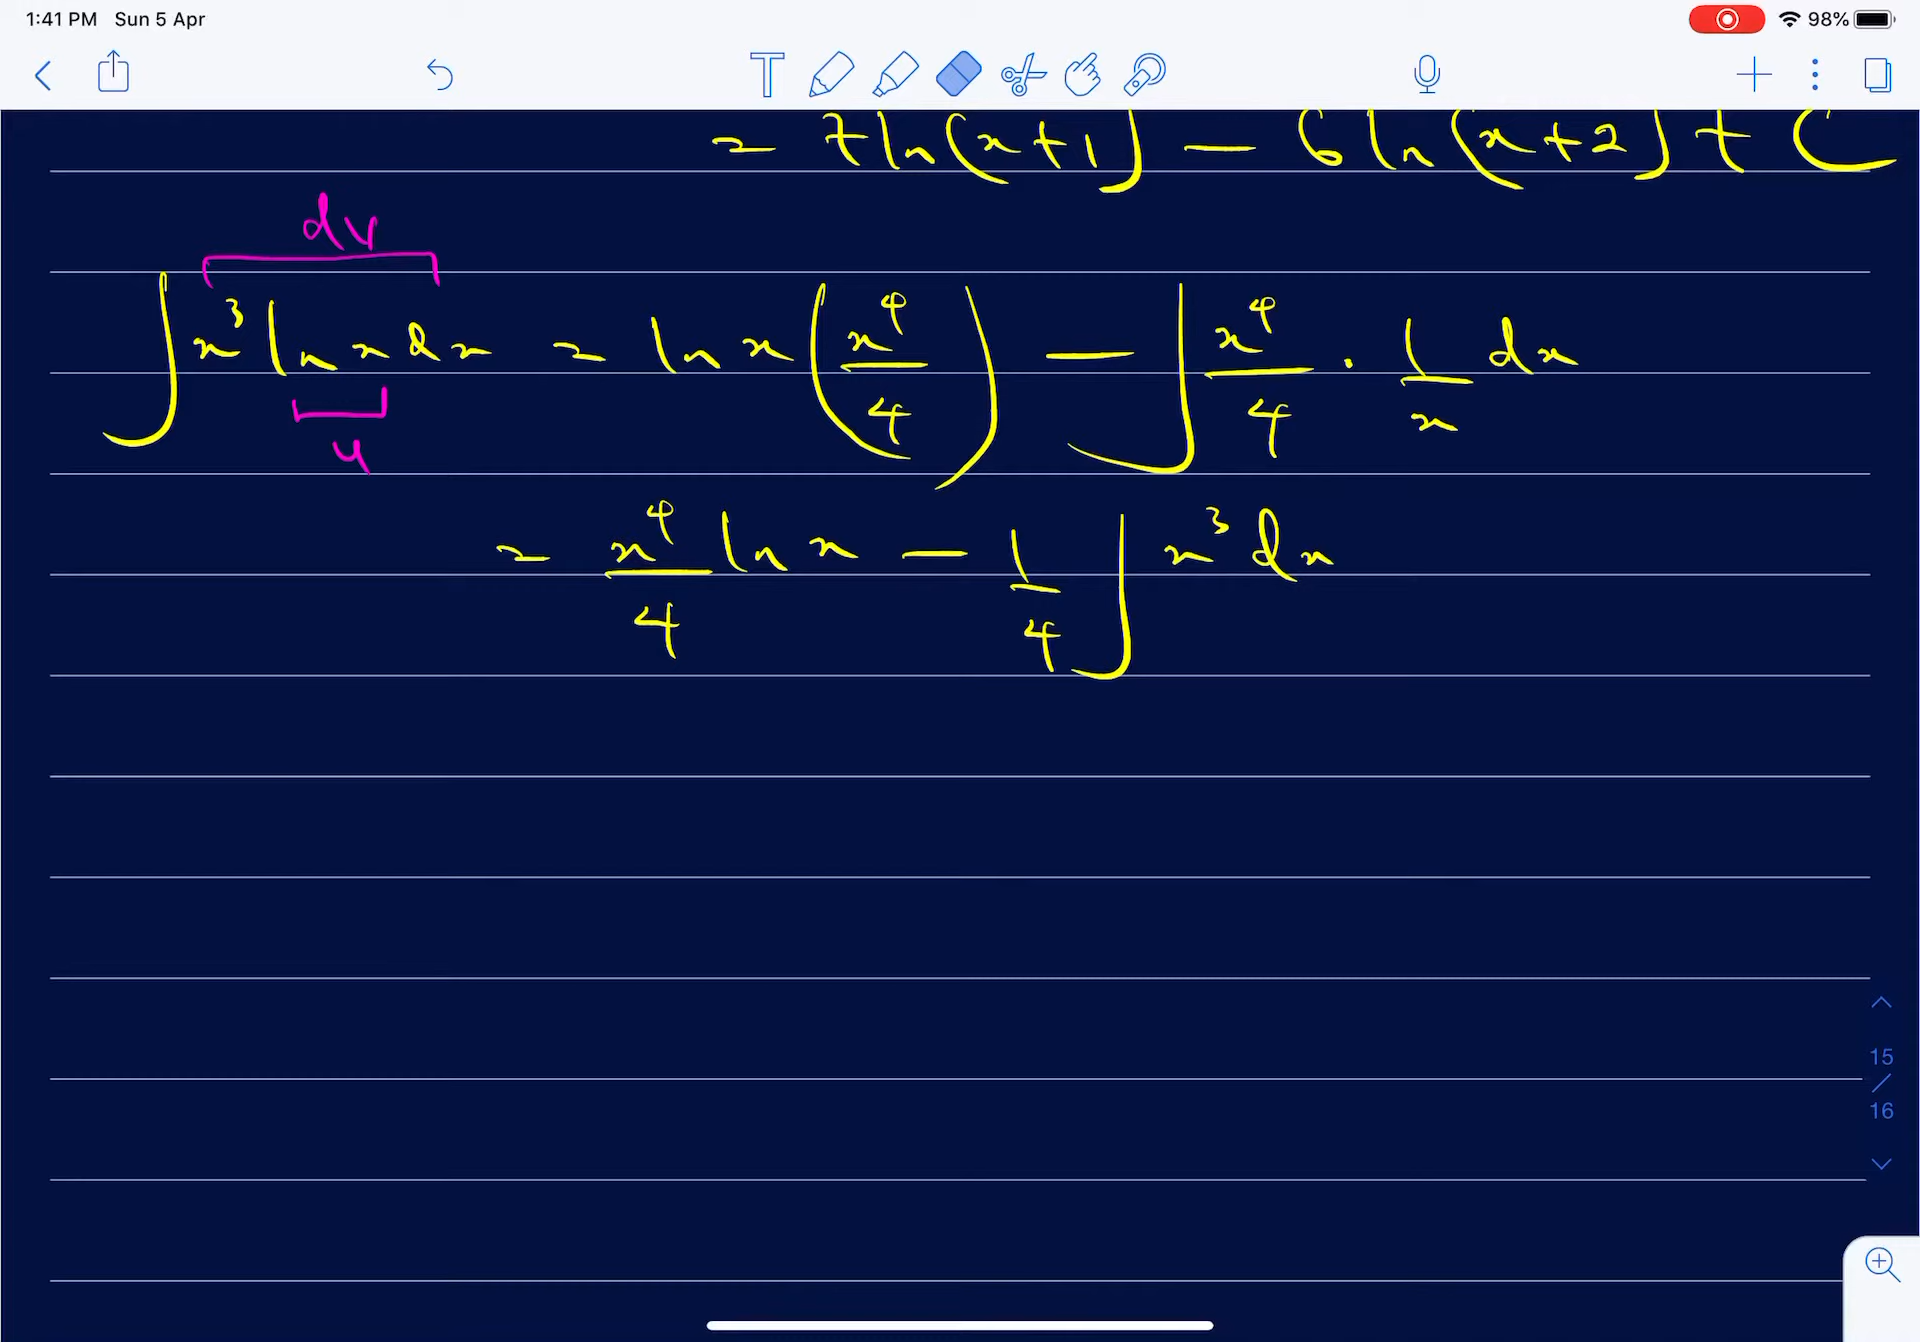 1:41 PM Sun 5 Apr 98%
T
= 7ln(x+1) - 6ln(x+2) + C
dv
∫x³ ln x dx = ln x (x⁴/4) - ∫ x⁴/4 · 1/x dx
u
= x⁴/4 ln x - 1/4 ∫ x³ dx
15
/
16